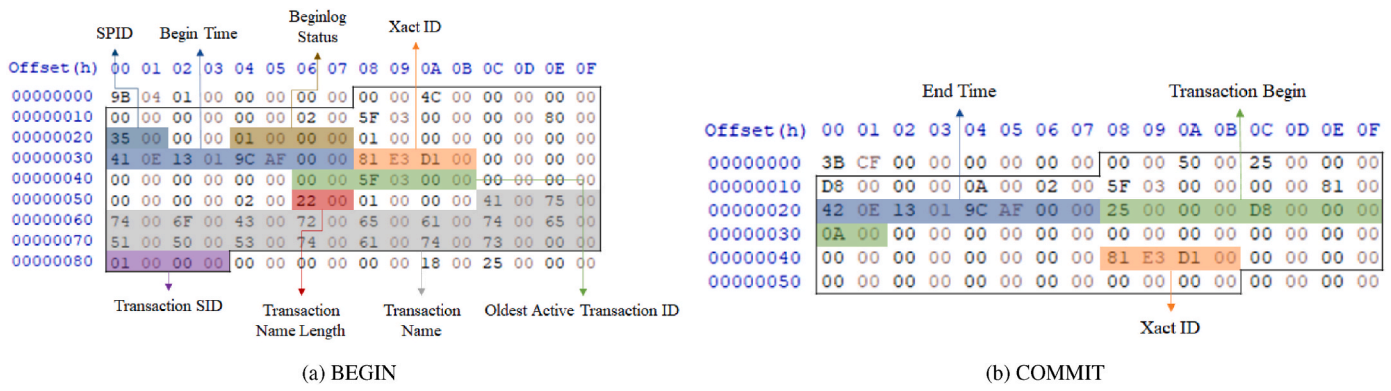 SPID Begin Time Beginlog Status Xact ID
Offset(h) 00 01 02 03 04 05 06 07 08 09 0A 0B 0C 0D 0E 0F
00000000 9B 04 01 00 00 00 00 00 00 00 4C 00 00 00 00 00
00000010 00 00 00 00 00 00 02 00 5F 03 00 00 00 00 80 00
00000020 35 00 00 00 01 00 00 00 01 00 00 00 00 00 00 00
00000030 41 0E 13 01 9C AF 00 00 81 E3 D1 00 00 00 00 00
00000040 00 00 00 00 00 00 00 00 5F 03 00 00 00 00 00 00
00000050 00 00 00 00 02 00 22 00 01 00 00 00 41 00 75 00
00000060 74 00 6F 00 43 00 72 00 65 00 61 00 74 00 65 00
00000070 51 00 50 00 53 00 74 00 61 00 74 00 73 00 00 00
00000080 01 00 00 00 00 00 00 00 00 00 18 00 25 00 00 00
Transaction SID
Transaction Name Length
Transaction Name
Oldest Active Transaction ID
(a) BEGIN
End Time Transaction Begin
Offset(h) 00 01 02 03 04 05 06 07 08 09 0A 0B 0C 0D 0E 0F
00000000 3B CF 00 00 00 00 00 00 00 00 50 00 25 00 00 00
00000010 D8 00 00 00 0A 00 02 00 5F 03 00 00 00 00 81 00
00000020 42 0E 13 01 9C AF 00 00 25 00 00 00 D8 00 00 00
00000030 0A 00 00 00 00 00 00 00 00 00 00 00 00 00 00 00
00000040 00 00 00 00 00 00 00 00 81 E3 D1 00 00 00 00 00
00000050 00 00 00 00 00 00 00 00 00 00 00 00 00 00 00 00
Xact ID
(b) COMMIT